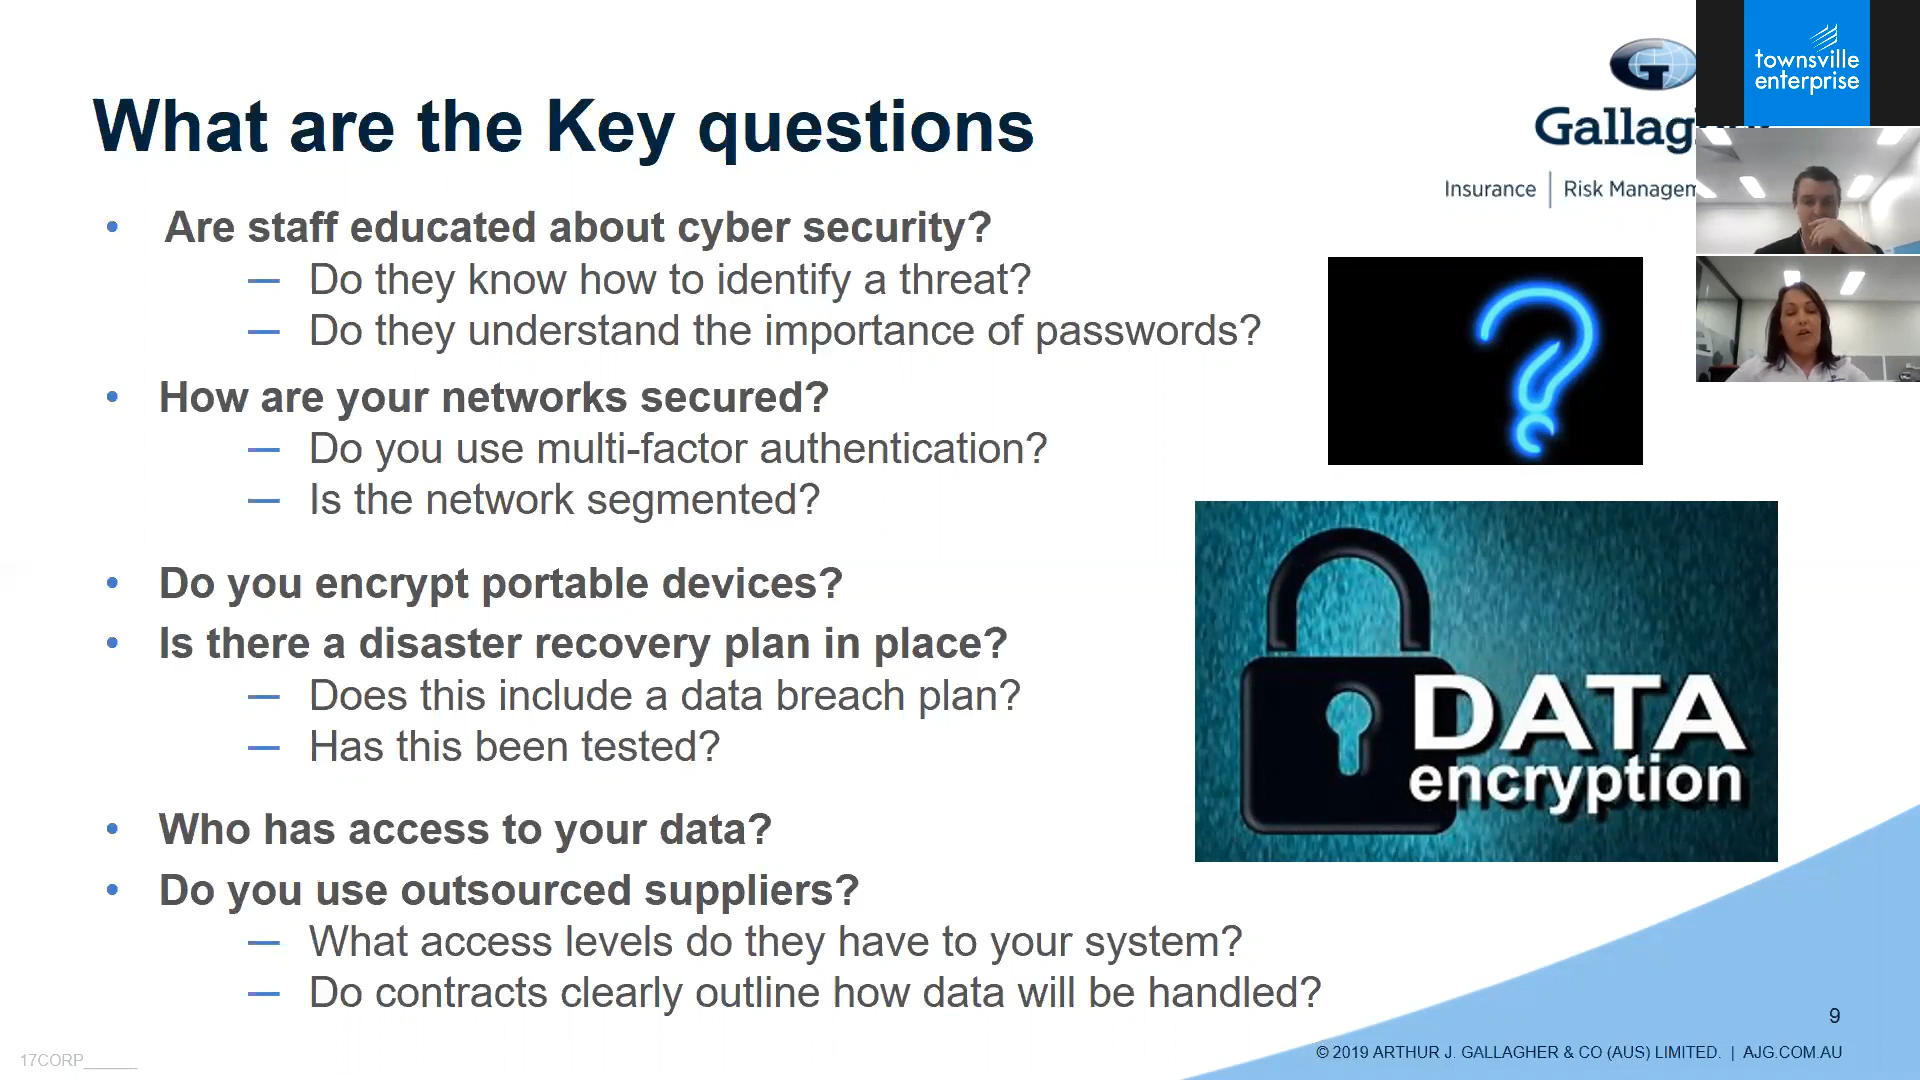 What are the Key questions
Gallag
Insurance | Risk Managem
townsville
enterprise
• Are staff educated about cyber security?
— Do they know how to identify a threat?
— Do they understand the importance of passwords?
• How are your networks secured?
— Do you use multi-factor authentication?
— Is the network segmented?
• Do you encrypt portable devices?
• Is there a disaster recovery plan in place?
— Does this include a data breach plan?
— Has this been tested?
• Who has access to your data?
• Do you use outsourced suppliers?
— What access levels do they have to your system?
— Do contracts clearly outline how data will be handled?
?
DATA
encryption
9
17CORP______
© 2019 ARTHUR J. GALLAGHER & CO (AUS) LIMITED. | AJG.COM.AU